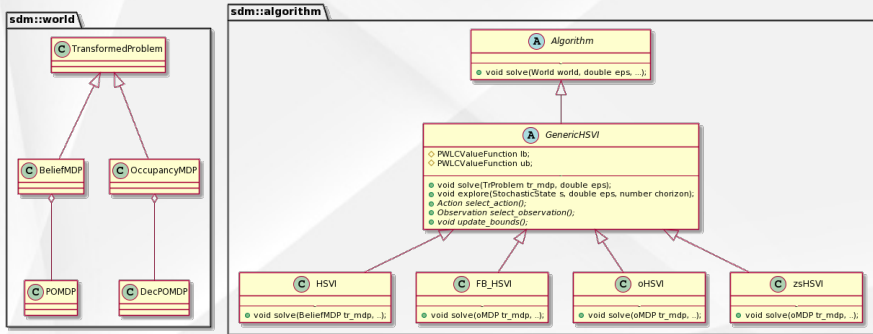 sdm::world
C TransformedProblem
C BeliefMDP
C OccupancyMDP
C POMDP
C DecPOMDP
sdm::algorithm
A Algorithm
void solve(World world, double eps, ...);
A GenericHSVI
PWLCValueFunction lb;
PWLCValueFunction ub;
void solve(TrProblem tr_mdp, double eps);
void explore(StochasticState s, double eps, number chorizon);
Action select_action();
Observation select_observation();
void update_bounds();
C HSVI
void solve(BeliefMDP tr_mdp, ..);
C FB_HSVI
void solve(oMDP tr_mdp, ..);
C oHSVI
void solve(oMDP tr_mdp, ..);
C zsHSVI
void solve(oMDP tr_mdp, ..);